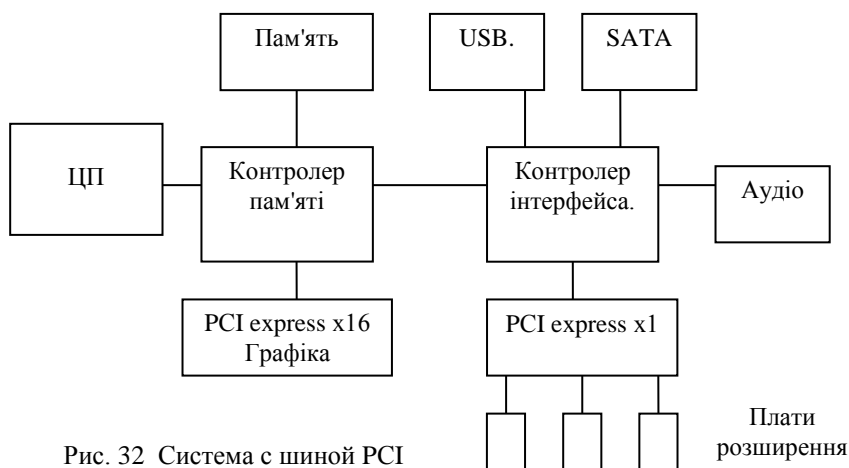 Пам'ять
USB.
SATA
ЦП
Контролер
пам'яті
Контролер
інтерфейса.
Аудіо
PCI express x16
Графіка
PCI express x1
Плати
розширення
Рис. 32  Система с шиной PCI